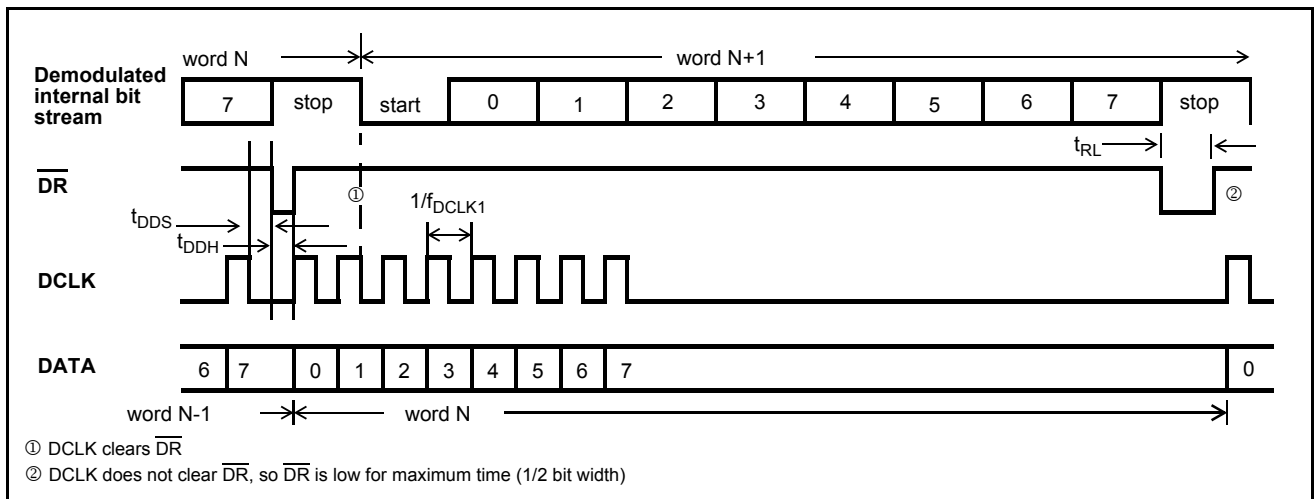 word N
word N+1
Demodulated
internal bit
stream
7 stop start 0 1 2 3 4 5 6 7 stop
tRL
DR
① ②
1/fDCLK1
tDDS
tDDH
DCLK
DATA
6 7 0 1 2 3 4 5 6 7 0
word N-1 word N
① DCLK clears DR
② DCLK does not clear DR, so DR is low for maximum time (1/2 bit width)